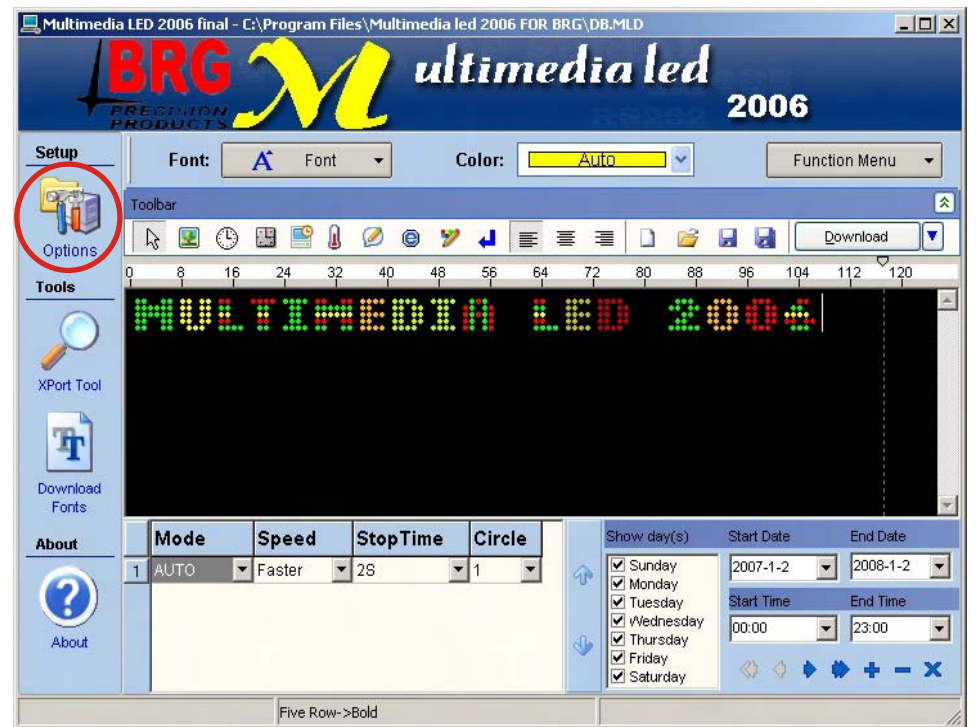 Multimedia LED 2006 final - C:\Program Files\Multimedia led 2006 FOR BRG\DB.MLD
BRG
PRECISION
PRODUCTS
Multimedia led
2006
Setup
Font: A Font
Color: Auto
Function Menu
Options
Toolbar
Download
0 8 16 24 32 40 48 56 64 72 80 88 96 104 112 120
MULTIMEDIA LED 2006
Tools
XPort Tool
Download
Fonts
About
About
Mode Speed StopTime Circle
1 AUTO Faster 2S 1
Show day(s)
Sunday
Monday
Tuesday
Wednesday
Thursday
Friday
Saturday
Start Date End Date
2007-1-2 2008-1-2
Start Time End Time
00:00 23:00
Five Row->Bold